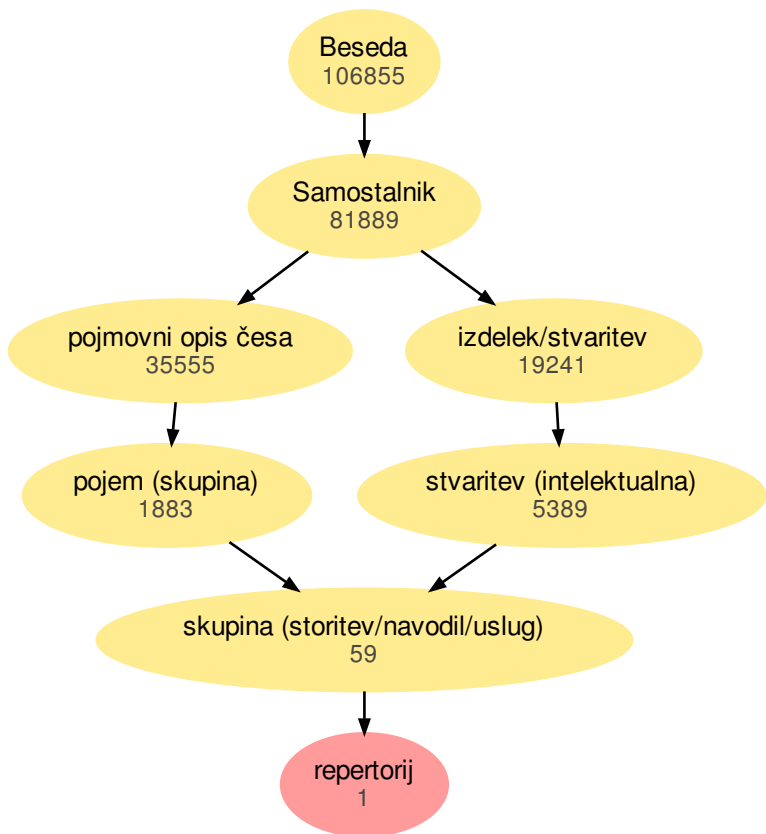 Beseda
106855
Samostalnik
81889
pojmovni opis česa
35555
izdelek/stvaritev
19241
pojem (skupina)
1883
stvaritev (intelektualna)
5389
skupina (storitev/navodil/uslug)
59
repertorij
1